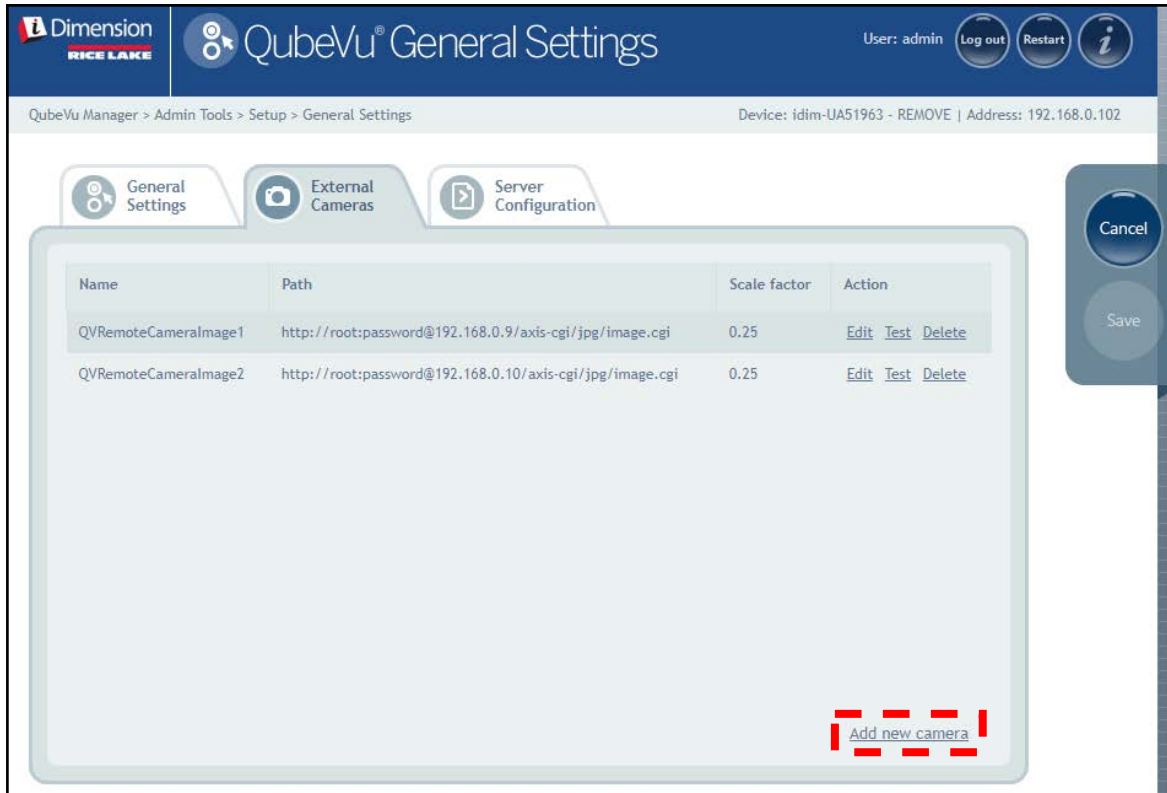 iDimension
RICE LAKE
QubeVu® General Settings
User: admin
Log out
Restart
i
QubeVu Manager > Admin Tools > Setup > General Settings
Device: idim-UA51963 - REMOVE | Address: 192.168.0.102
General
Settings
External
Cameras
Server
Configuration
Cancel
Save
Name Path Scale factor Action
QVRemoteCameraImage1 http://root:password@192.168.0.9/axis-cgi/jpg/image.cgi 0.25 Edit Test Delete
QVRemoteCameraImage2 http://root:password@192.168.0.10/axis-cgi/jpg/image.cgi 0.25 Edit Test Delete
Add new camera